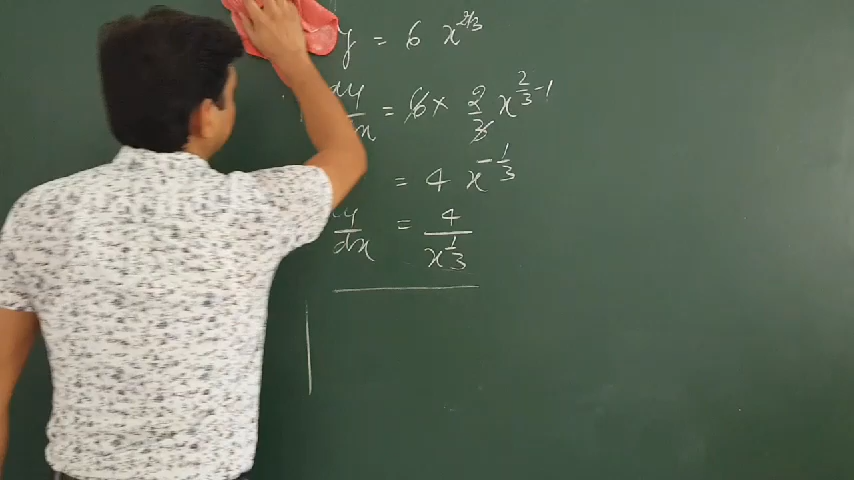 y = 6 x^{2/3}
dy/dx = 6 × 2/3 x^{2/3 - 1}
= 4 x^{-1/3}
dy/dx = 4/x^{1/3}